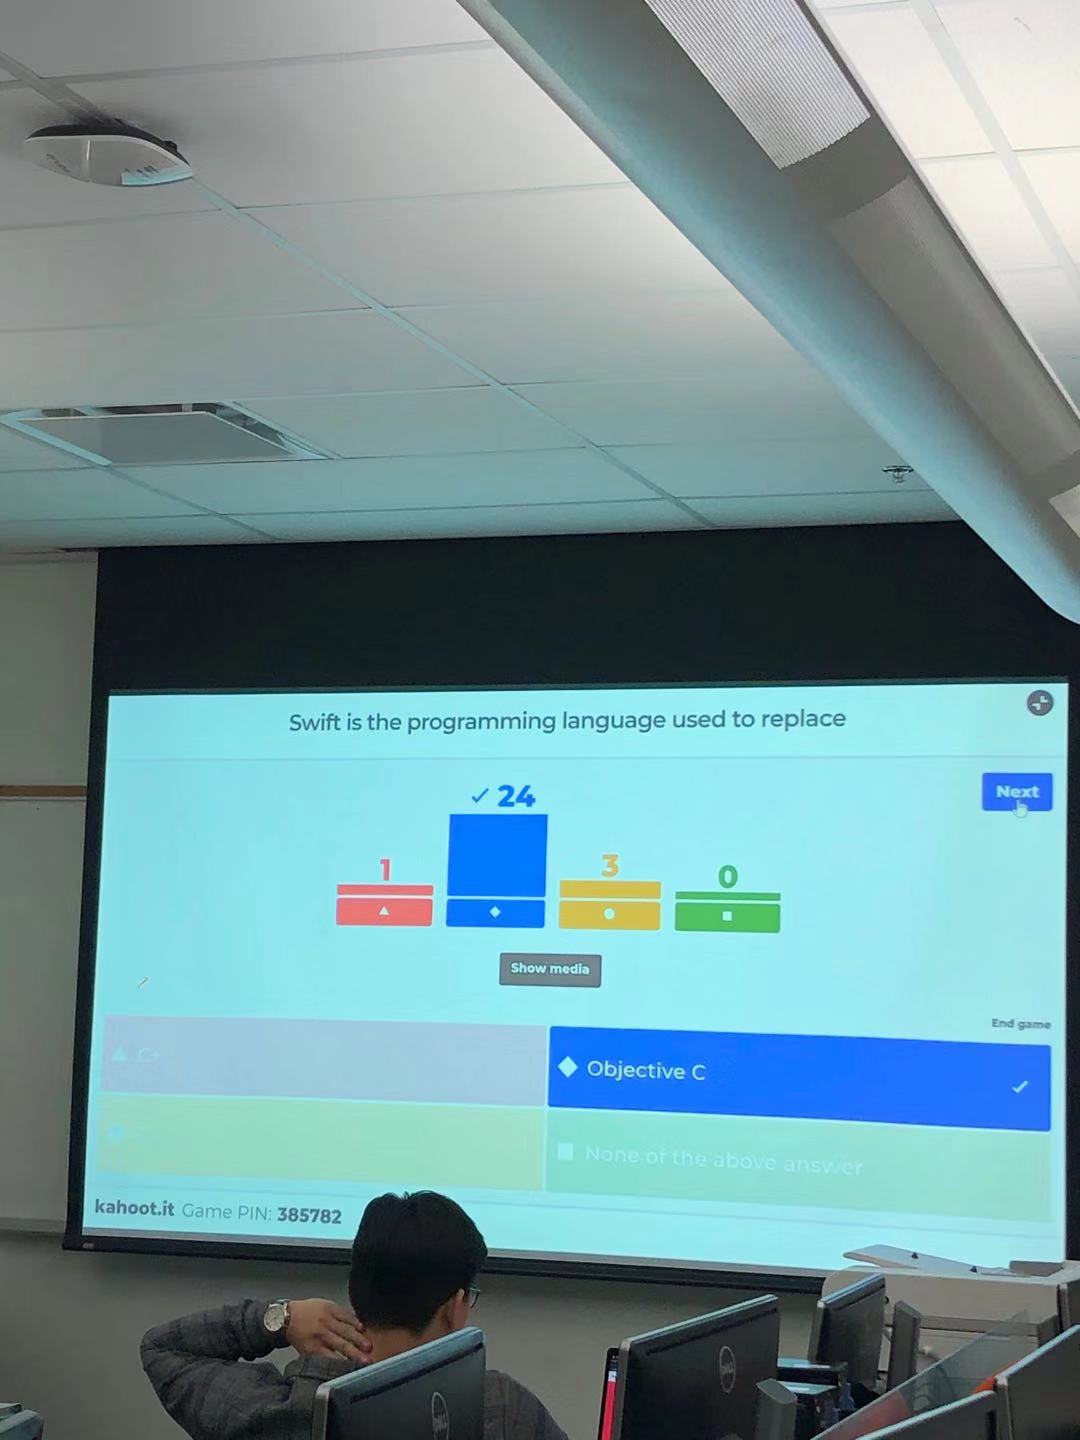 Swift is the programming language used to replace
Next
24
1
3
0
Show media
End game
C+
Objective C
None of the above answer
kahoot.it Game PIN: 385782
DELL